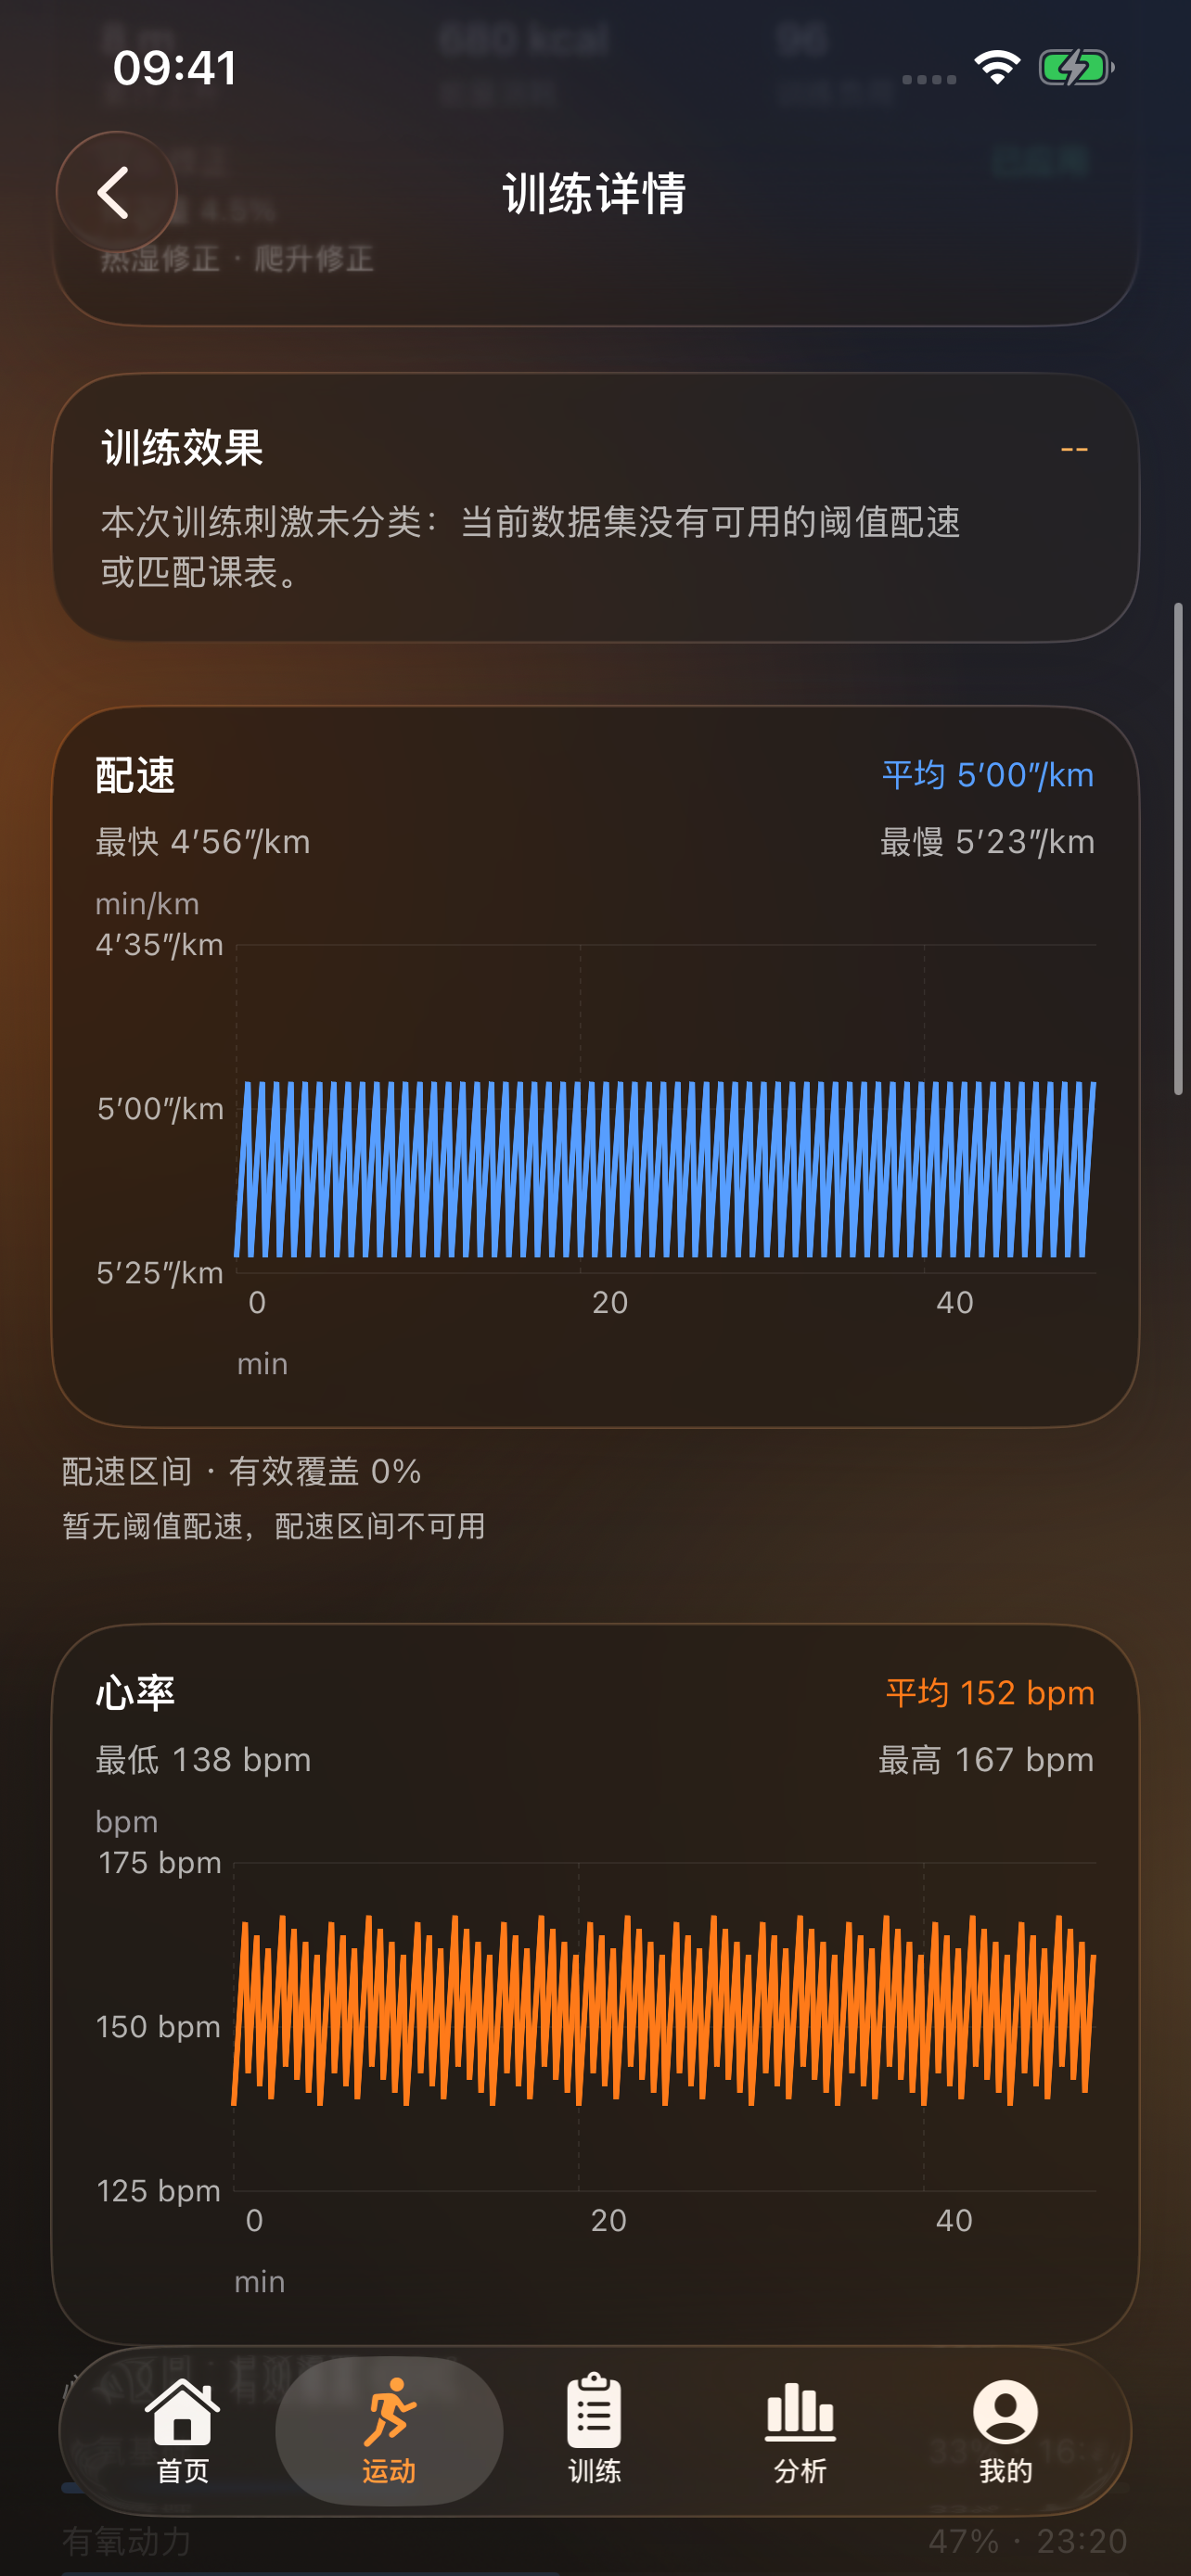 680 kcal
96
09:41
训练详情
4.5%
热湿修正 · 爬升修正
训练效果
--
本次训练刺激未分类：当前数据集没有可用的阈值配速
或匹配课表。
配速
平均 5′00″/km
最快 4′56″/km
最慢 5′23″/km
min/km
4′35″/km
5′00″/km
5′25″/km
0
20
40
min
配速区间 · 有效覆盖 0%
暂无阈值配速，配速区间不可用
心率
平均 152 bpm
最低 138 bpm
最高 167 bpm
bpm
175 bpm
150 bpm
125 bpm
0
20
40
min
首页
运动
训练
分析
我的
有氧动力
47% · 23:20